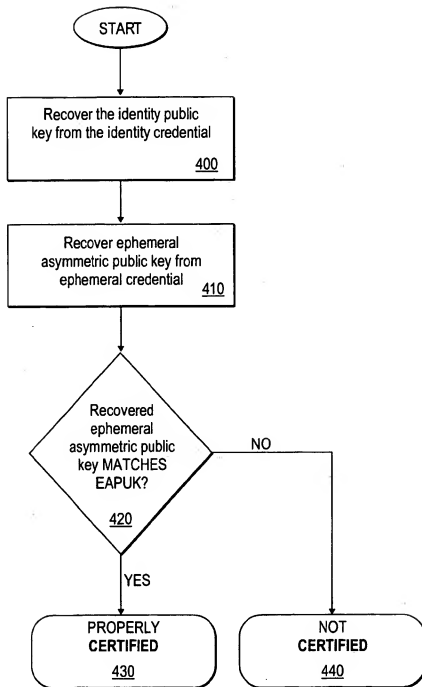 START
Recover the identity public
key from the identity credential
400
Recover ephemeral
asymmetric public key from
ephemeral credential
410
Recovered
ephemeral
asymmetric public
key MATCHES
EAPUK?
420
NO
YES
PROPERLY
CERTIFIED
430
NOT
CERTIFIED
440